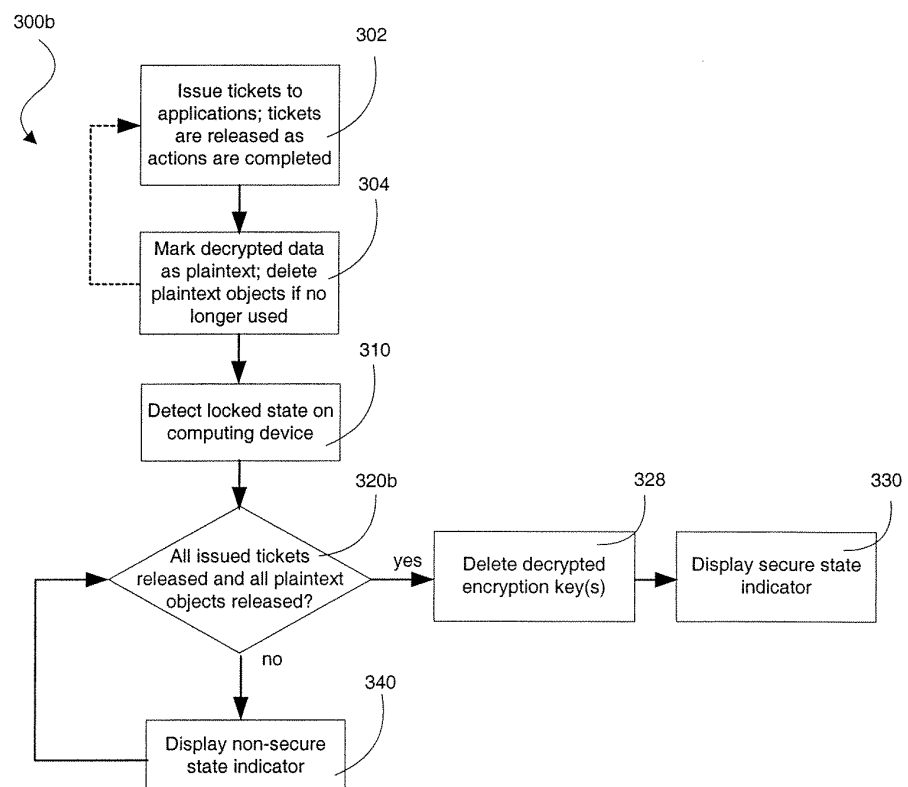 300b
302
Issue tickets to
applications; tickets
are released as
actions are completed
304
Mark decrypted data
as plaintext; delete
plaintext objects if no
longer used
310
Detect locked state on
computing device
320b
All issued tickets
released and all plaintext
objects released?
yes
328
Delete decrypted
encryption key(s)
330
Display secure state
indicator
no
340
Display non-secure
state indicator